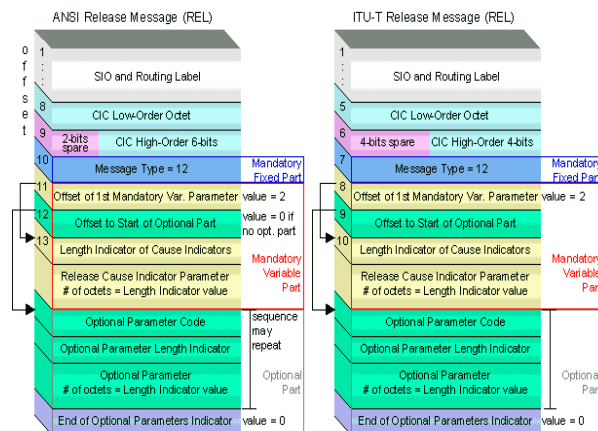 ANSI Release Message (REL)
offset
1
:
:
SIO and Routing Label
8
CIC Low-Order Octet
9
2-bits spare
CIC High-Order 6-bits
10
Message Type = 12
Mandatory
Fixed Part
11
Offset of 1st Mandatory Var. Parameter
value = 2
12
Offset to Start of Optional Part
value = 0 if
no opt. part
13
Length Indicator of Cause Indicators
Release Cause Indicator Parameter
# of octets = Length Indicator value
Mandatory
Variable
Part
Optional Parameter Code
sequence
may
repeat
Optional Parameter Length Indicator
Optional Parameter
# of octets = Length Indicator value
Optional
Part
End of Optional Parameters Indicator
value = 0
ITU-T Release Message (REL)
1
:
:
SIO and Routing Label
5
CIC Low-Order Octet
6
4-bits spare
CIC High-Order 4-bits
7
Message Type = 12
Mandatory
Fixed Part
8
Offset of 1st Mandatory Var. Parameter
value = 2
9
Offset to Start of Optional Part
10
Length Indicator of Cause Indicators
Release Cause Indicator Parameter
# of octets = Length Indicator value
Mandatory
Variable
Part
Optional Parameter Code
Optional Parameter Length Indicator
Optional Parameter
# of octets = Length Indicator value
Optional
Part
End of Optional Parameters Indicator
value = 0